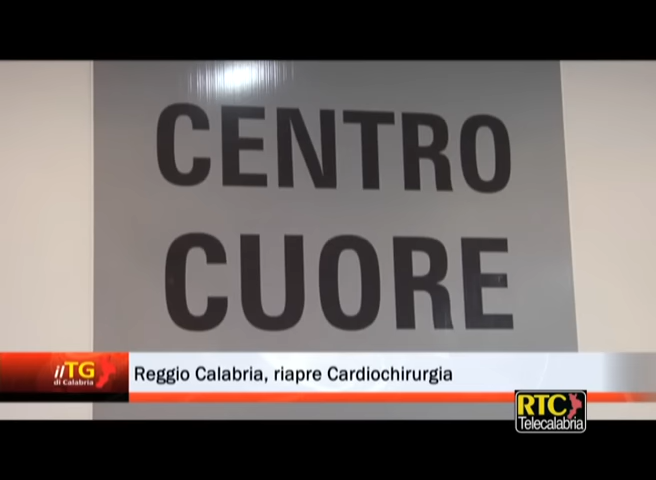 CENTRO
CUORE
ilTG
di Calabria
Reggio Calabria, riapre Cardiochirurgia
RTC
Telecalabria